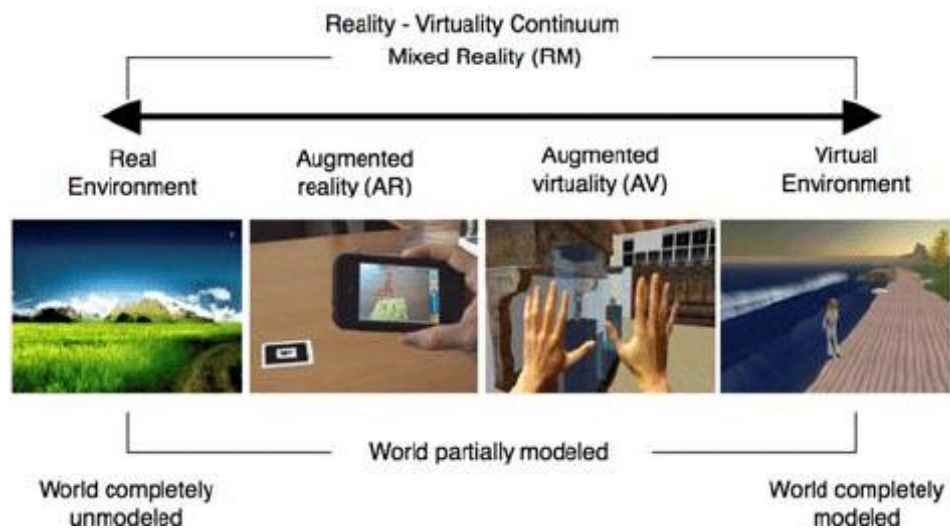 Reality - Virtuality Continuum
Mixed Reality (RM)
Real
Environment
Augmented
reality (AR)
Augmented
virtuality (AV)
Virtual
Environment
World partially modeled
World completely
unmodeled
World completely
modeled